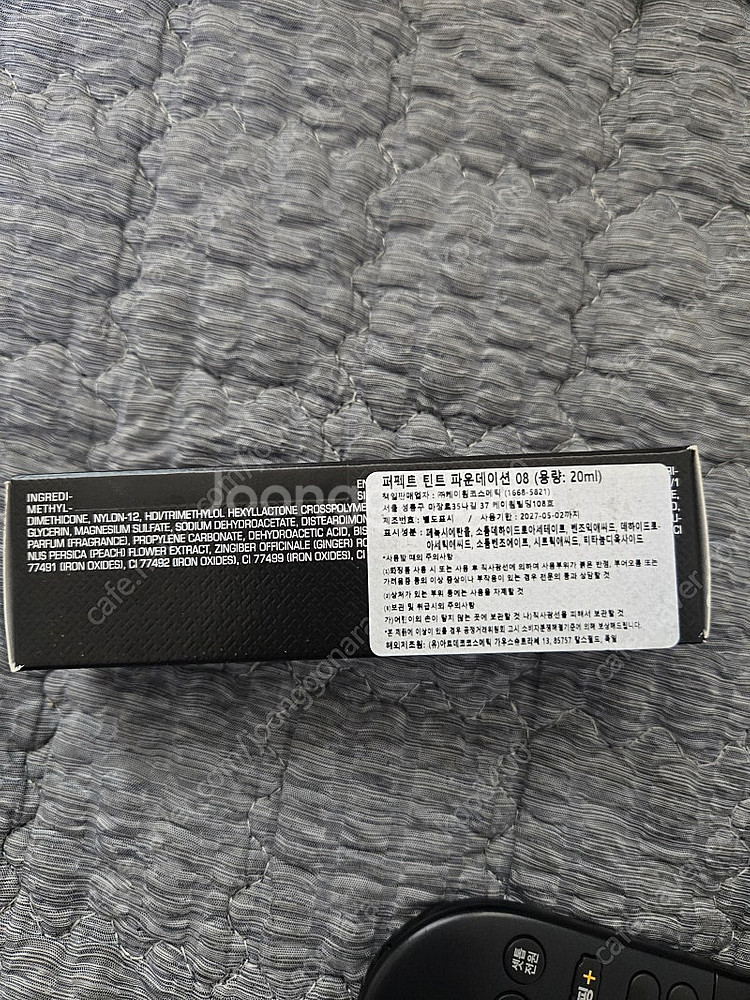 INGREDI-
METHYL-
DIMETHICONE, NYLON-12, HDI/TRIMETHYLOL HEXYLLACTONE CROSSPOLYME
GLYCERIN, MAGNESIUM SULFATE, SODIUM DEHYDROACETATE, DISTEARDIMON
PARFUM (FRAGRANCE), PROPYLENE CARBONATE, DEHYDROACETIC ACID, BIS
NUS PERSICA (PEACH) FLOWER EXTRACT, ZINGIBER OFFICINALE (GINGER) R
77491 (IRON OXIDES), CI 77492 (IRON OXIDES), CI 77499 (IRON OXIDES), CI
퍼펙트 틴트 파운데이션 08 (용량: 20ml)
책임판매업자 : ㈜케이원코스메틱 (1668-5821)
서울 성동구 마장로35나길 37 케이원빌딩108호
제조번호: 별도표시 / 사용기한 : 2027-05-02까지
표시성분 : 페녹시에탄올, 소듐데하이드로아세테이트, 벤조익애씨드, 데하이드로-
아세틱애씨드, 소듐벤조에이트, 시트릭애씨드, 티타늄디옥사이드
*사용할 때의 주의사항
(1)화장품 사용 시 또는 사용 후 직사광선에 의하여 사용부위가 붉은 반점, 부어오름 또는
가려움증 등의 이상 증상이나 부작용이 있는 경우 전문의 등과 상담할 것
(2)상처가 있는 부위 등에는 사용을 자제할 것
(3)보관 및 취급시의 주의사항
가)어린이의 손이 닿지 않는 곳에 보관할 것 나)직사광선을 피해서 보관할 것
*본 제품에 이상이 있을 경우 공정거래위원회 고시 소비자분쟁해결기준에 의해 보상해드립니다.
해외제조원: (유)아르데코코스메틱 가우스슈트라쎄 13, 85757 칼스펠드, 독일
셋톱
전원
+